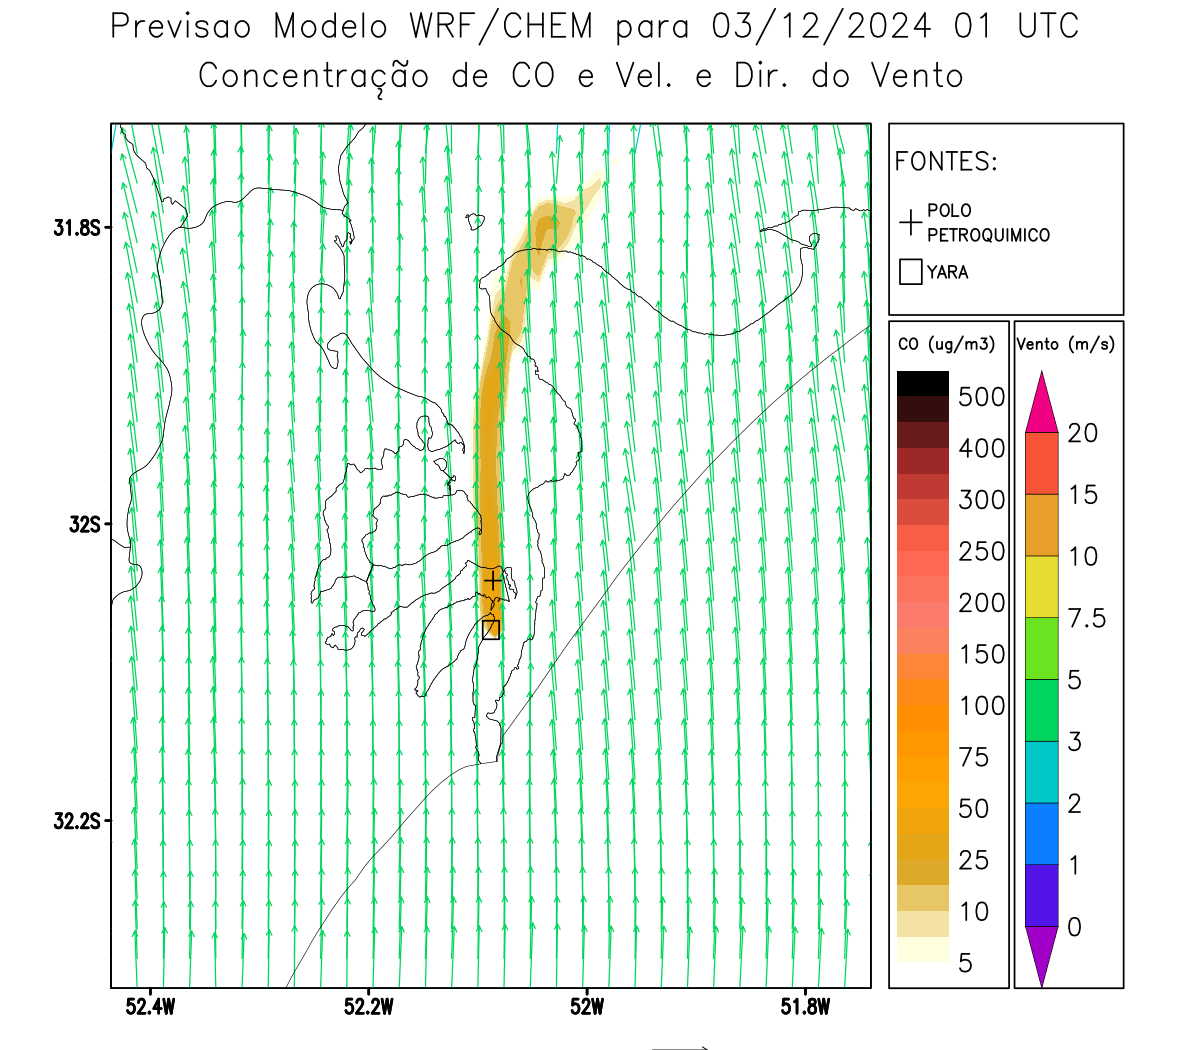 Previsao Modelo WRF/CHEM para 03/12/2024 01 UTC
Concentração de CO e Vel. e Dir. do Vento
FONTES:
POLO
PETROQUIMICO
YARA
31.8S
32S
32.2S
52.4W
52.2W
52W
51.8W
CO (ug/m3)
500
400
300
250
200
150
100
75
50
25
10
5
Vento (m/s)
20
15
10
7.5
5
3
2
1
0